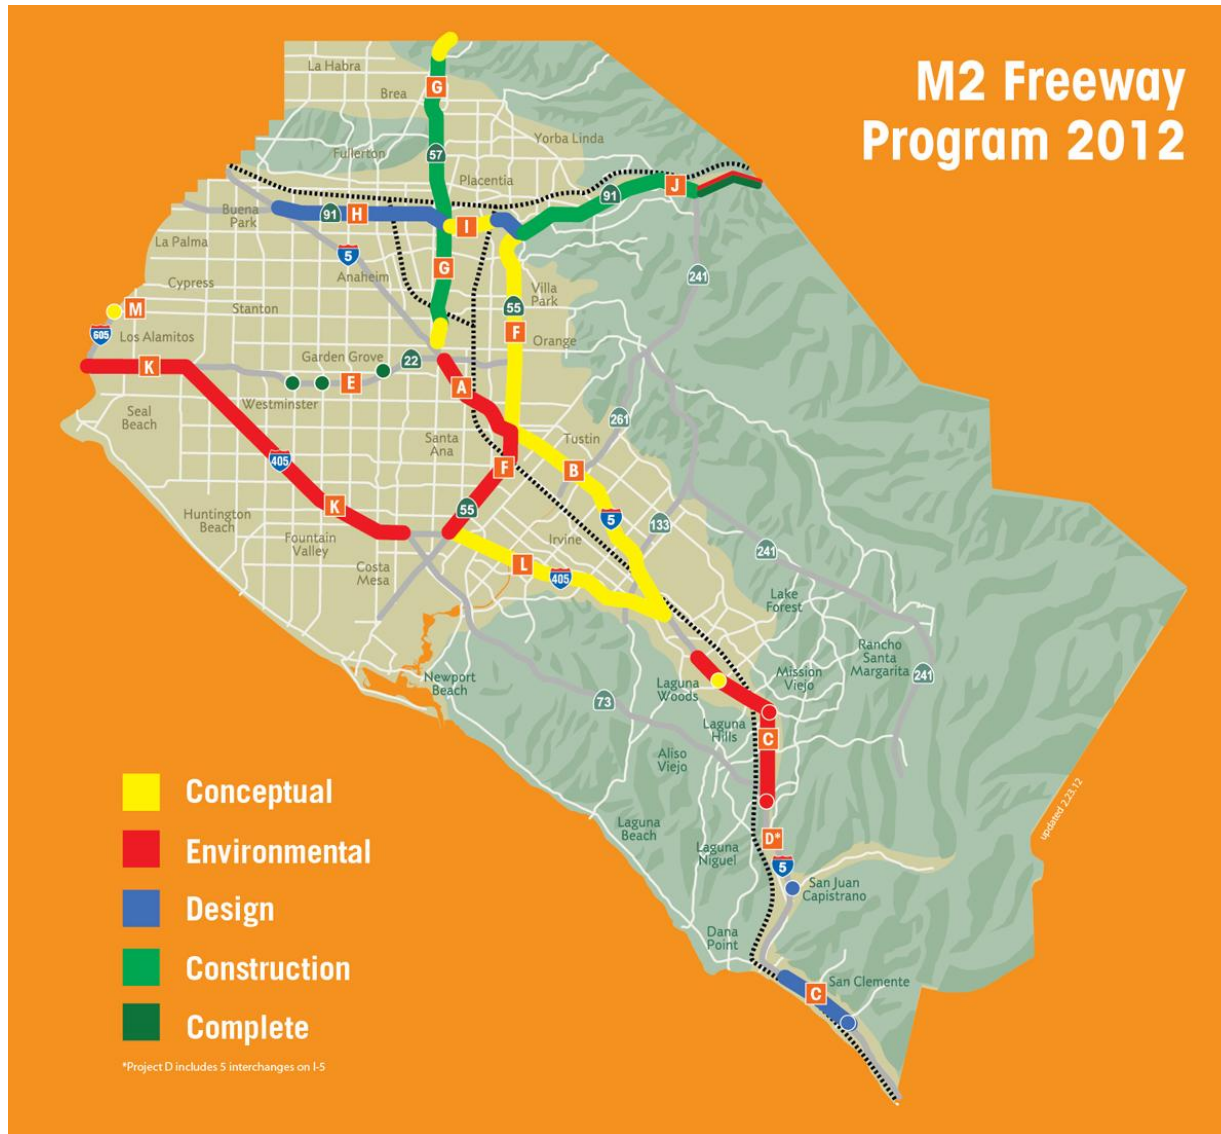 M2 Freeway
Program 2012
La Habra
Brea
G
Yorba Linda
57
Fullerton
Placentia
91
J
Buena
Park
91
H
I
La Palma
5
G
Anaheim
241
Cypress
Villa
Park
M
Stanton
55
605
Los Alamitos
F
Orange
K
Garden Grove
22
E
A
Westminster
Seal
Beach
261
Santa
Ana
Tustin
405
F
B
K
55
5
133
Huntington
Beach
Fountain
Valley
Irvine
241
Costa
Mesa
L
405
Lake
Forest
Rancho
Santa
Margarita
Mission
Viejo
241
Newport
Beach
Laguna
Woods
73
Laguna
Hills
C
Aliso
Viejo
Laguna
Beach
D*
Laguna
Niguel
5
San Juan
Capistrano
Dana
Point
San Clemente
C
updated 2.23.12
Conceptual
Environmental
Design
Construction
Complete
*Project D includes 5 interchanges on I-5